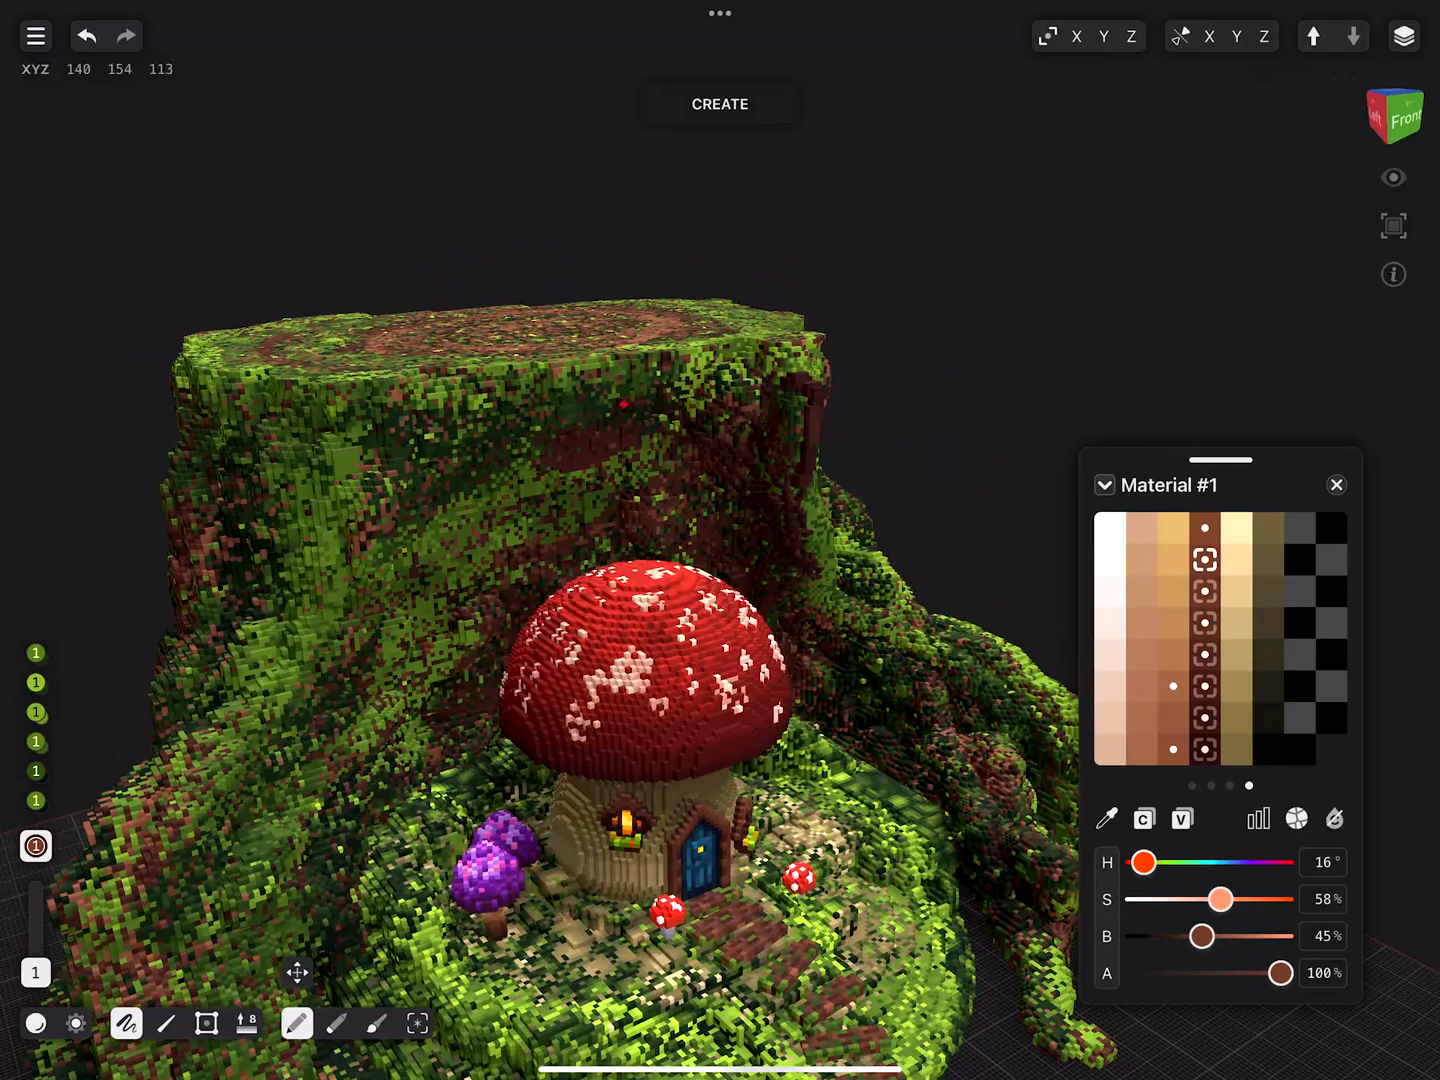 X Y Z
X Y Z
XYZ 140 154 113
CREATE
Left
Front
Material #1
C
V
H 16°
S 58%
B 45%
A 100%
1
1
1
1
1
1
1
1
8